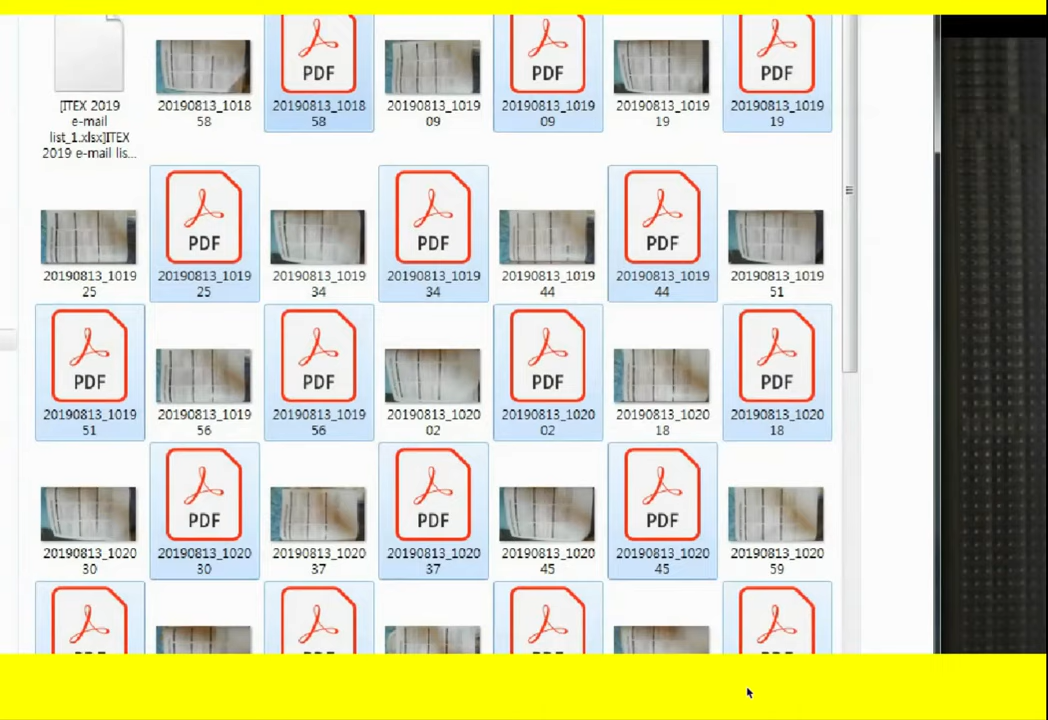 PDF PDF PDF
[ITEX 2019 20190813_1018 20190813_1018 20190813_1019 20190813_1019 20190813_1019 20190813_1019
e-mail 58 58 09 09 19 19
list_1.xlsx]ITEX
2019 e-mail lis...
PDF PDF PDF
20190813_1019 20190813_1019 20190813_1019 20190813_1019 20190813_1019 20190813_1019 20190813_1019
25 25 34 34 44 44 51
PDF PDF PDF PDF
20190813_1019 20190813_1019 20190813_1019 20190813_1020 20190813_1020 20190813_1020 20190813_1020
51 56 56 02 02 18 18
PDF PDF PDF
20190813_1020 20190813_1020 20190813_1020 20190813_1020 20190813_1020 20190813_1020 20190813_1020
30 30 37 37 45 45 59